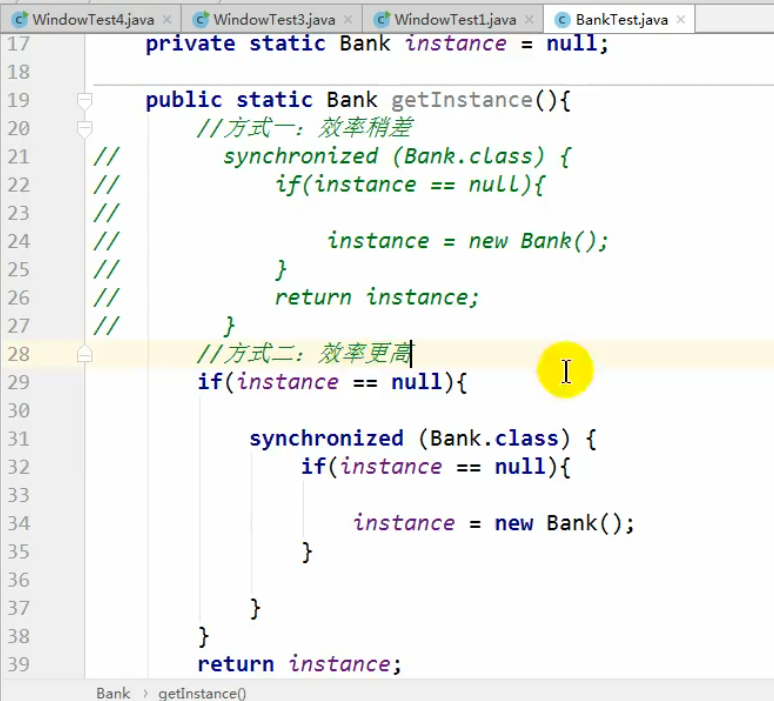 WindowTest4.java × WindowTest3.java × WindowTest1.java × BankTest.java ×
17 private static Bank instance = null;
18
19 public static Bank getInstance(){
20 //方式一：效率稍差
21 // synchronized (Bank.class) {
22 // if(instance == null){
23 //
24 // instance = new Bank();
25 // }
26 // return instance;
27 // }
28 //方式二：效率更高
29 if(instance == null){
30
31 synchronized (Bank.class) {
32 if(instance == null){
33
34 instance = new Bank();
35 }
36
37 }
38 }
39 return instance;
Bank › getInstance()